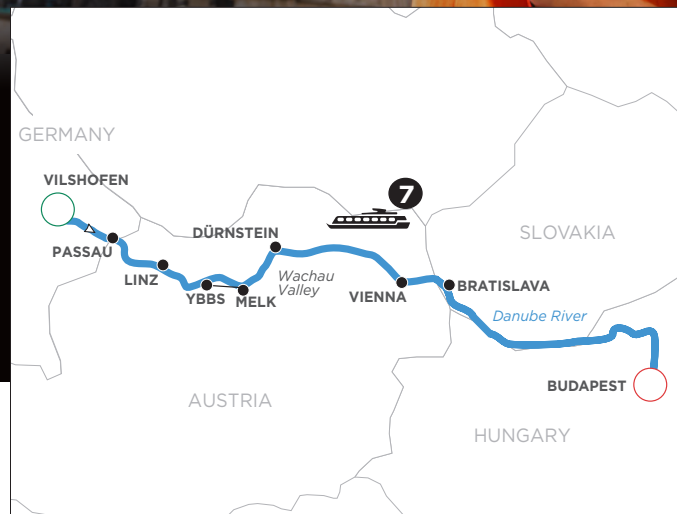 GERMANY
VILSHOFEN
7
DÜRNSTEIN
SLOVAKIA
PASSAU
LINZ
Wachau
Valley
YBBS
MELK
VIENNA
BRATISLAVA
Danube River
BUDAPEST
AUSTRIA
HUNGARY